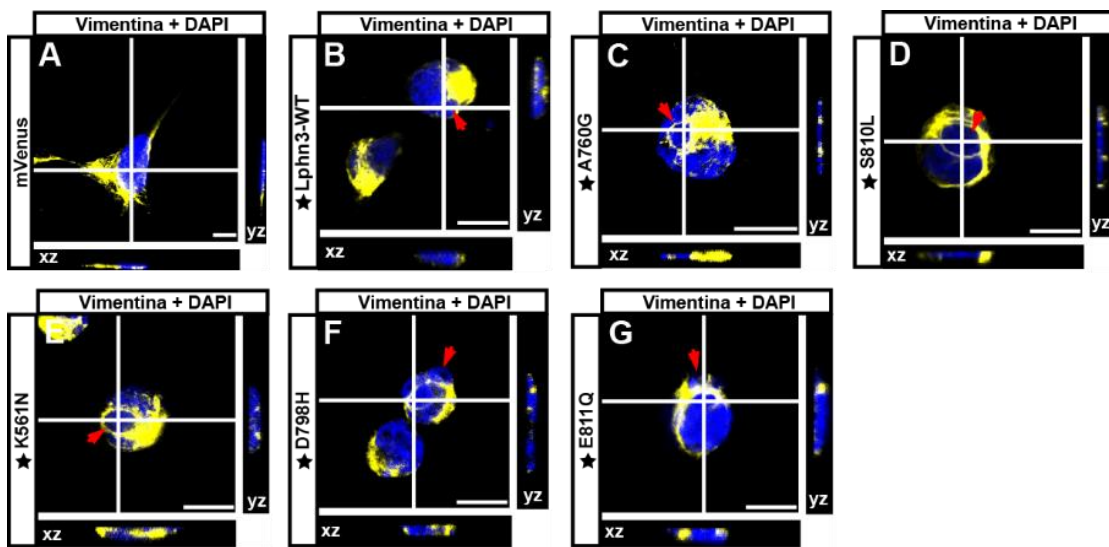 Vimentina + DAPI
A
mVenus
yz
xz
Vimentina + DAPI
B
★Lphn3-WT
yz
xz
Vimentina + DAPI
C
★A760G
yz
xz
Vimentina + DAPI
D
★S810L
yz
xz
Vimentina + DAPI
E
★K561N
yz
xz
Vimentina + DAPI
F
★D798H
yz
xz
Vimentina + DAPI
G
★E811Q
yz
xz